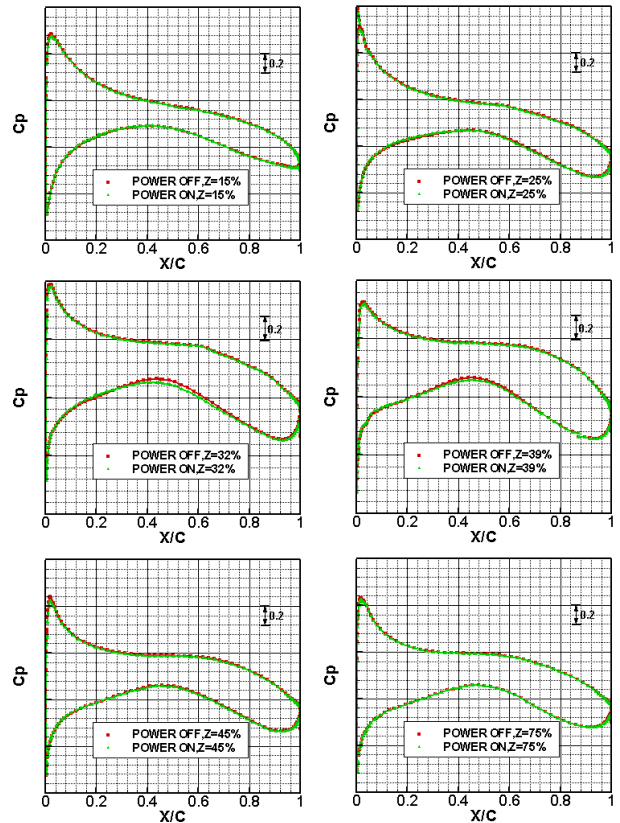 0.2
Cp
POWER OFF,Z=15%
POWER ON,Z=15%
0 0.2 0.4 0.6 0.8 1
X/C
0.2
Cp
POWER OFF,Z=25%
POWER ON,Z=25%
0 0.2 0.4 0.6 0.8 1
X/C
0.2
Cp
POWER OFF,Z=32%
POWER ON,Z=32%
0 0.2 0.4 0.6 0.8 1
X/C
0.2
Cp
POWER OFF,Z=39%
POWER ON,Z=39%
0 0.2 0.4 0.6 0.8 1
X/C
0.2
Cp
POWER OFF,Z=45%
POWER ON,Z=45%
0 0.2 0.4 0.6 0.8 1
X/C
0.2
Cp
POWER OFF,Z=75%
POWER ON,Z=75%
0 0.2 0.4 0.6 0.8 1
X/C